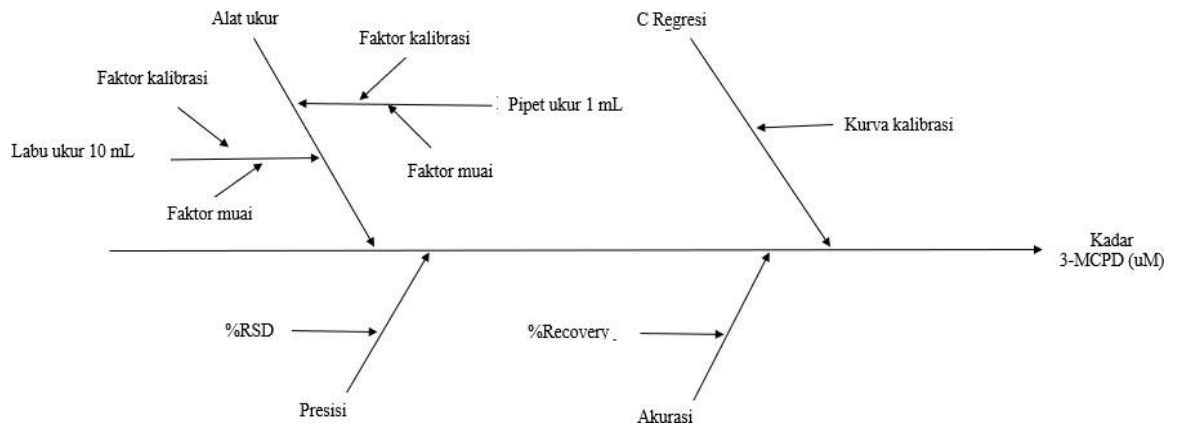 Alat ukur
C Regresi
Faktor kalibrasi
Faktor kalibrasi
Pipet ukur 1 mL
Kurva kalibrasi
Labu ukur 10 mL
Faktor muai
Faktor muai
Kadar
3-MCPD (uM)
%RSD
%Recovery
Presisi
Akurasi